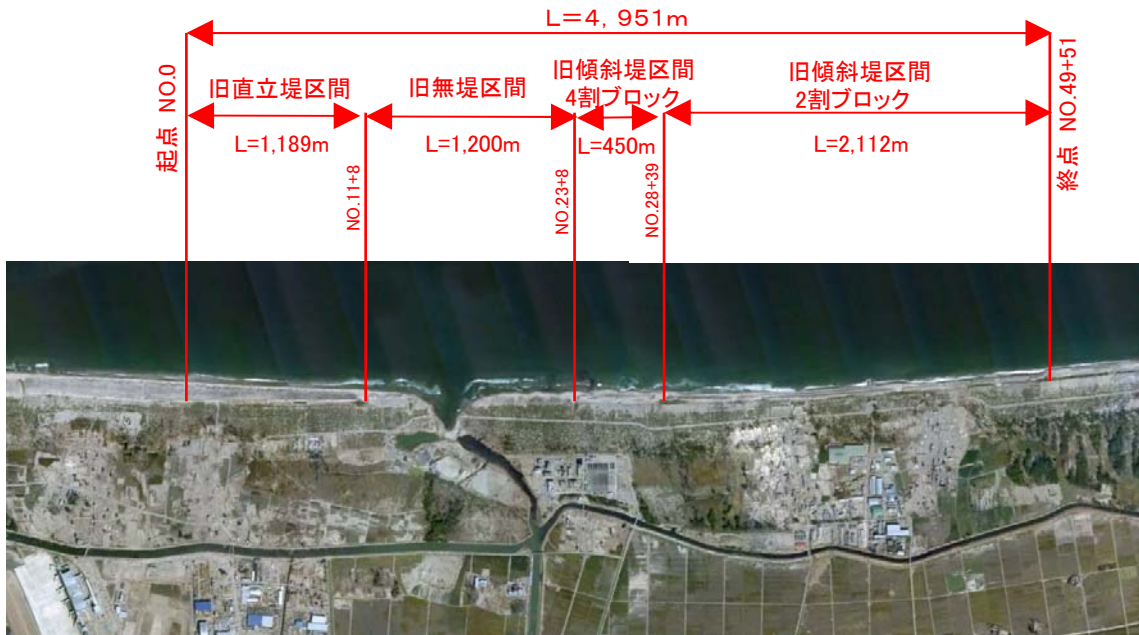 L=4，951m
起点 NO.0
旧直立堤区間
L=1,189m
NO.11+8
旧無堤区間
L=1,200m
NO.23+8
旧傾斜堤区間
4割ブロック
L=450m
NO.28+39
旧傾斜堤区間
2割ブロック
L=2,112m
終点 NO.49+51